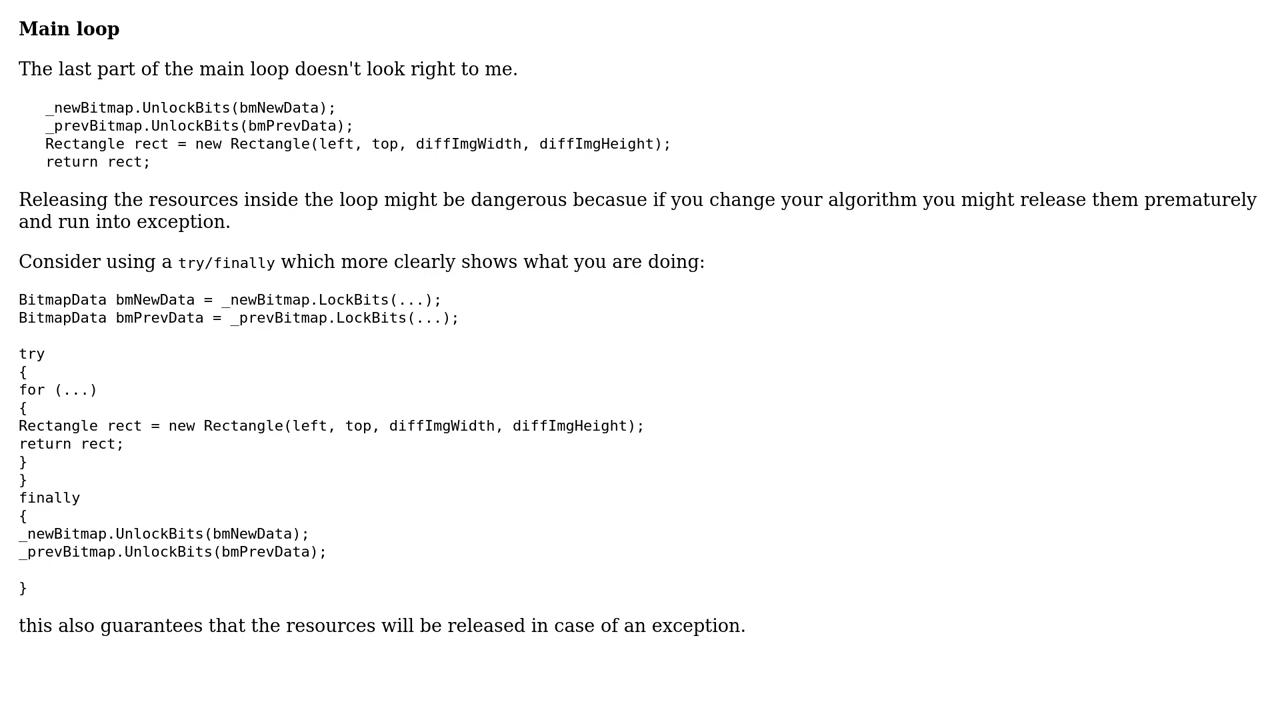 Main loop
The last part of the main loop doesn't look right to me.
_newBitmap.UnlockBits(bmNewData);
_prevBitmap.UnlockBits(bmPrevData);
Rectangle rect = new Rectangle(left, top, diffImgWidth, diffImgHeight);
return rect;
Releasing the resources inside the loop might be dangerous becasue if you change your algorithm you might release them prematurely
and run into exception.
Consider using a try/finally which more clearly shows what you are doing:
BitmapData bmNewData = _newBitmap.LockBits(...);
BitmapData bmPrevData = _prevBitmap.LockBits(...);
try
{
for (...)
{
Rectangle rect = new Rectangle(left, top, diffImgWidth, diffImgHeight);
return rect;
}
}
finally
{
_newBitmap.UnlockBits(bmNewData);
_prevBitmap.UnlockBits(bmPrevData);
}
this also guarantees that the resources will be released in case of an exception.